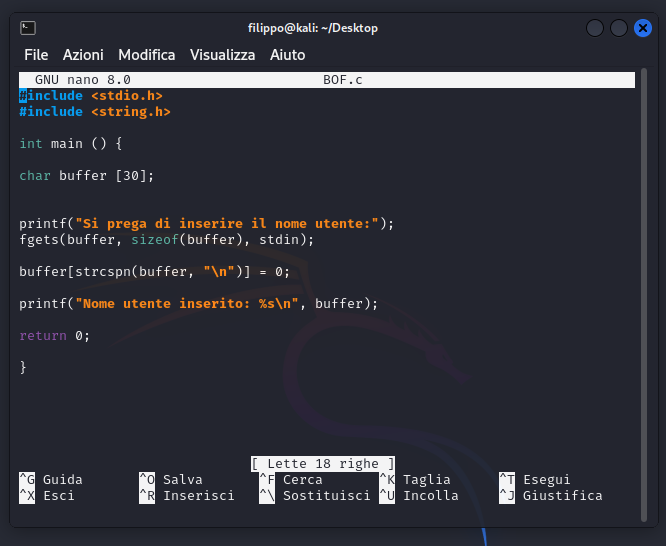 filippo@kali: ~/Desktop
File Azioni Modifica Visualizza Aiuto
GNU nano 8.0 BOF.c
#include <stdio.h>
#include <string.h>
int main () {
char buffer [30];
printf("Si prega di inserire il nome utente:");
fgets(buffer, sizeof(buffer), stdin);
buffer[strcspn(buffer, "\n")] = 0;
printf("Nome utente inserito: %s\n", buffer);
return 0;
}
[ Lette 18 righe ]
^G Guida ^O Salva ^F Cerca ^K Taglia ^T Esegui
^X Esci ^R Inserisci ^\ Sostituisci ^U Incolla ^J Giustifica